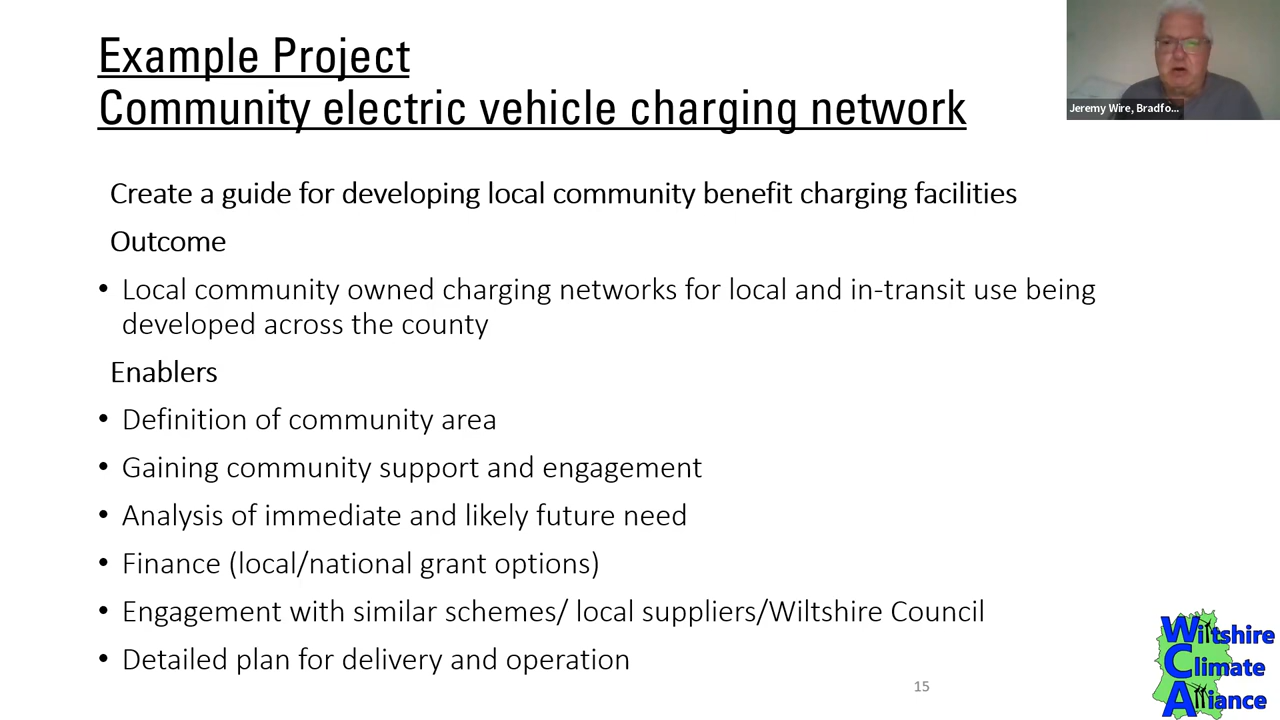 Example Project
Community electric vehicle charging network
Jeremy Wire, Bradfo...
Create a guide for developing local community benefit charging facilities
Outcome
• Local community owned charging networks for local and in-transit use being
developed across the county
Enablers
• Definition of community area
• Gaining community support and engagement
• Analysis of immediate and likely future need
• Finance (local/national grant options)
• Engagement with similar schemes/ local suppliers/Wiltshire Council
• Detailed plan for delivery and operation
15
Wiltshire
Climate
Alliance